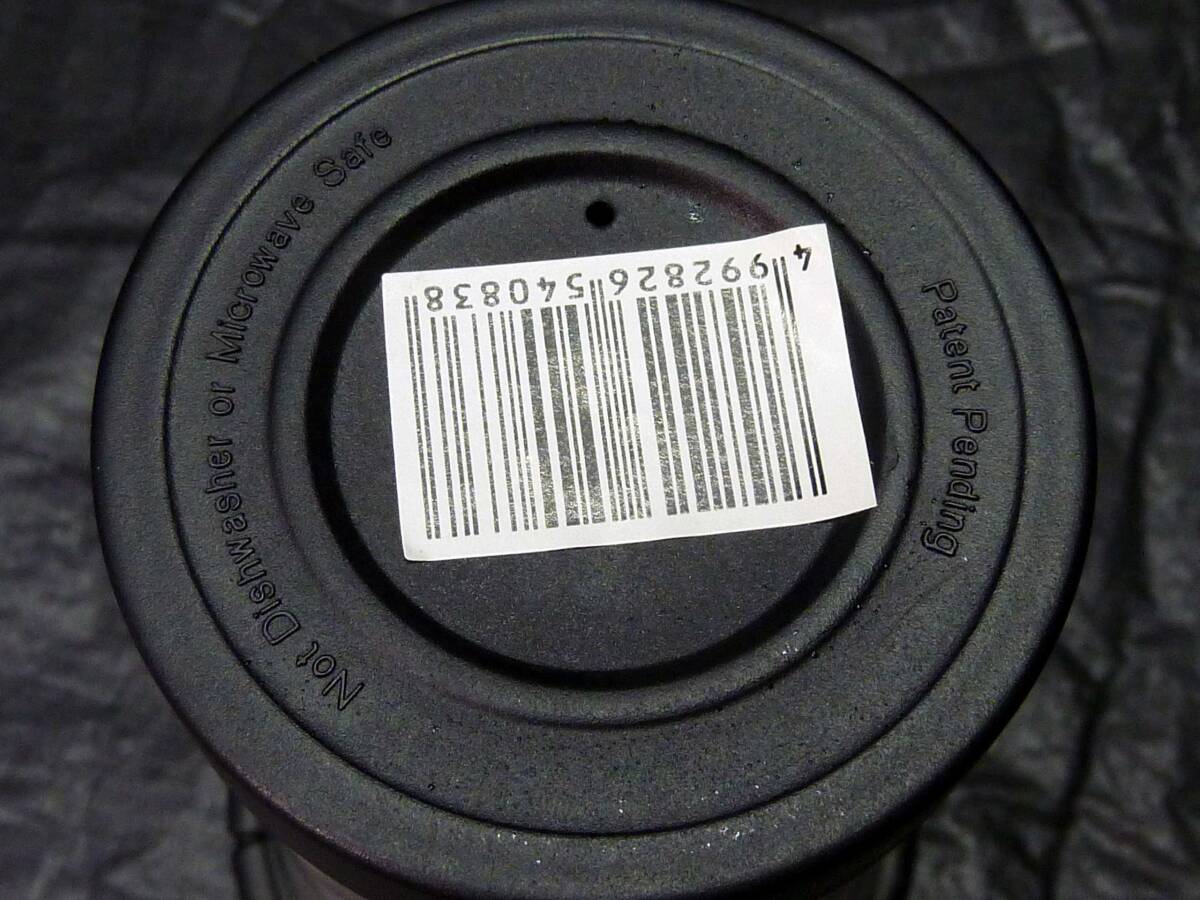 Not Dishwasher or Microwave Safe
4 992826 540838
Patent Pending